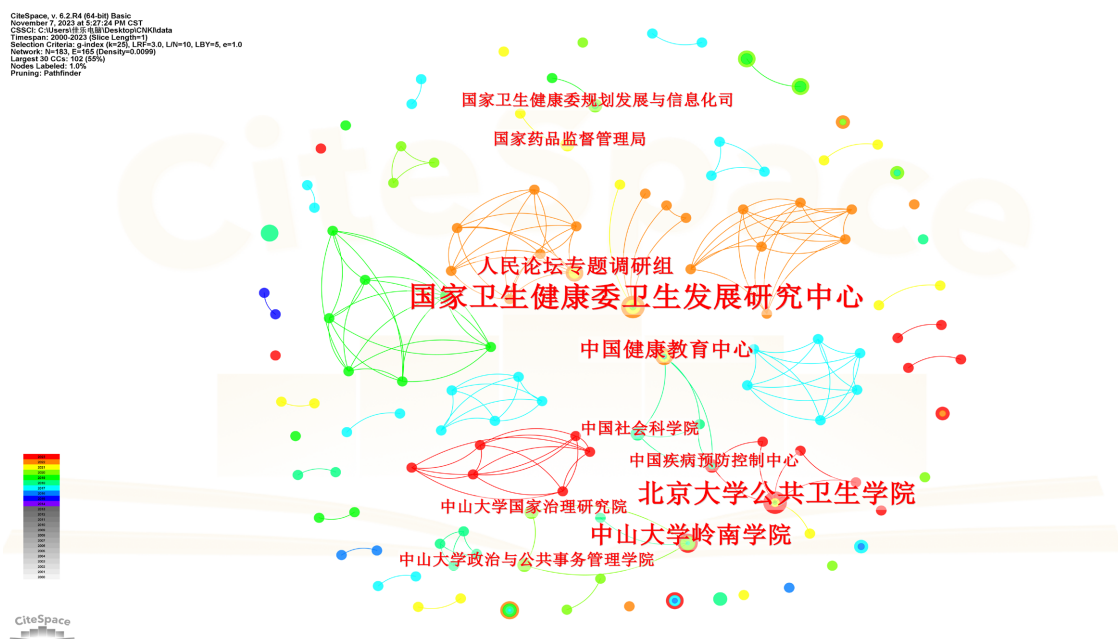 CiteSpace, v. 6.2.R4 (64-bit) Basic
November 7, 2023 at 5:27:24 PM CST
CSSCI: C:\Users\佳乐电脑\Desktop\CNKI\data
Timespan: 2000-2023 (Slice Length=1)
Selection Criteria: g-index (k=25), LRF=3.0, L/N=10, LBY=5, e=1.0
Network: N=183, E=165 (Density=0.0099)
Largest 30 CCs: 102 (55%)
Nodes Labeled: 1.0%
Pruning: Pathfinder
国家卫生健康委规划发展与信息化司
国家药品监督管理局
CiteSpace
人民论坛专题调研组
国家卫生健康委卫生发展研究中心
中国健康教育中心
中国社会科学院
中国疾病预防控制中心
北京大学公共卫生学院
中山大学国家治理研究院
中山大学岭南学院
中山大学政治与公共事务管理学院
CiteSpace